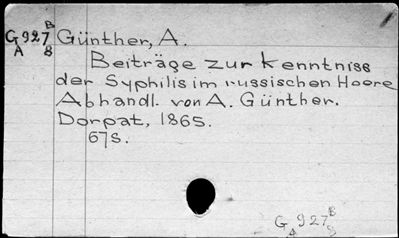 G 927 B Günther, A.
A 8 Beiträge zur Kenntniss
der Syphilis im russischen Heere
Abhandl. von A. Günther.
Dorpat, 1865.
67 s.
G 927 B
A 8